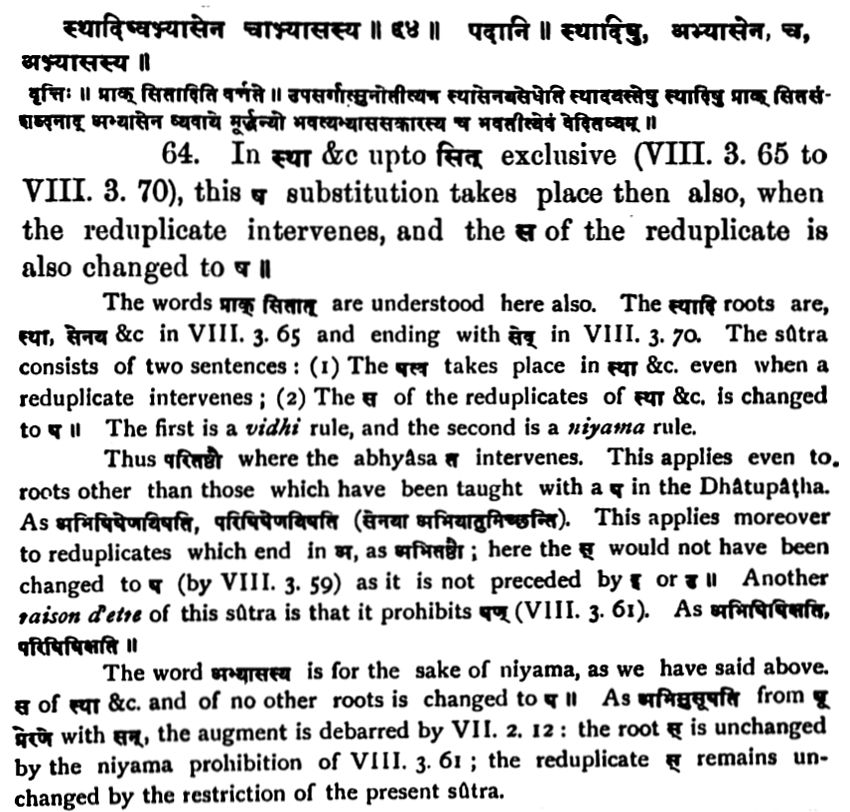 स्थादिष्वभ्यासेन चाभ्यासस्य ॥ ६४ ॥ पदानि ॥ स्थादिषु, अभ्यासेन, च,
अभ्यासस्य ॥
वृत्तिः ॥ प्राक् सितादिति वर्त्तते ॥ उपसर्गात्सुनोतीत्यत्र स्थासेनयसेधेति स्थादयस्तेषु स्थादिषु प्राक् सितसं-
शब्दनाद् अभ्यासेन व्यवाये मूर्द्धन्यो भवत्यभ्याससकारस्य च भवतीत्येवं वेदितव्यम् ॥
64. In स्था &c upto सित् exclusive (VIII. 3. 65 to
VIII. 3. 70), this ष substitution takes place then also, when
the reduplicate intervenes, and the स of the reduplicate is
also changed to ष ॥
The words प्राक् सितात् are understood here also. The स्थादि roots are,
स्था, सेनय &c in VIII. 3. 65 and ending with सेव् in VIII. 3. 70. The sûtra
consists of two sentences : (1) The षत्व takes place in स्था &c. even when a
reduplicate intervenes ; (2) The स of the reduplicates of स्था &c. is changed
to ष ॥ The first is a vidhi rule, and the second is a niyama rule.
Thus परितष्ठौ where the abhyâsa त intervenes. This applies even to.
roots other than those which have been taught with a ष in the Dhâtupâṭha.
As अभिषिषेणयिषति, परिषिषेणयिषति (सेनया अभियातुमिच्छन्ति). This applies moreover
to reduplicates which end in अ, as अभितष्ठौ ; here the स् would not have been
changed to ष (by VIII. 3. 59) as it is not preceded by इ or उ ॥ Another
raison d'etre of this sûtra is that it prohibits षण् (VIII. 3. 61). As अभिषिषिक्षति,
परिषिषिक्षति ॥
The word अभ्यासस्य is for the sake of niyama, as we have said above.
स of स्था &c. and of no other roots is changed to ष ॥ As अभिसुसूषति from षू
प्रेरणे with सन्, the augment is debarred by VII. 2. 12 : the root स् is unchanged
by the niyama prohibition of VIII. 3. 61 ; the reduplicate स् remains un-
changed by the restriction of the present sûtra.